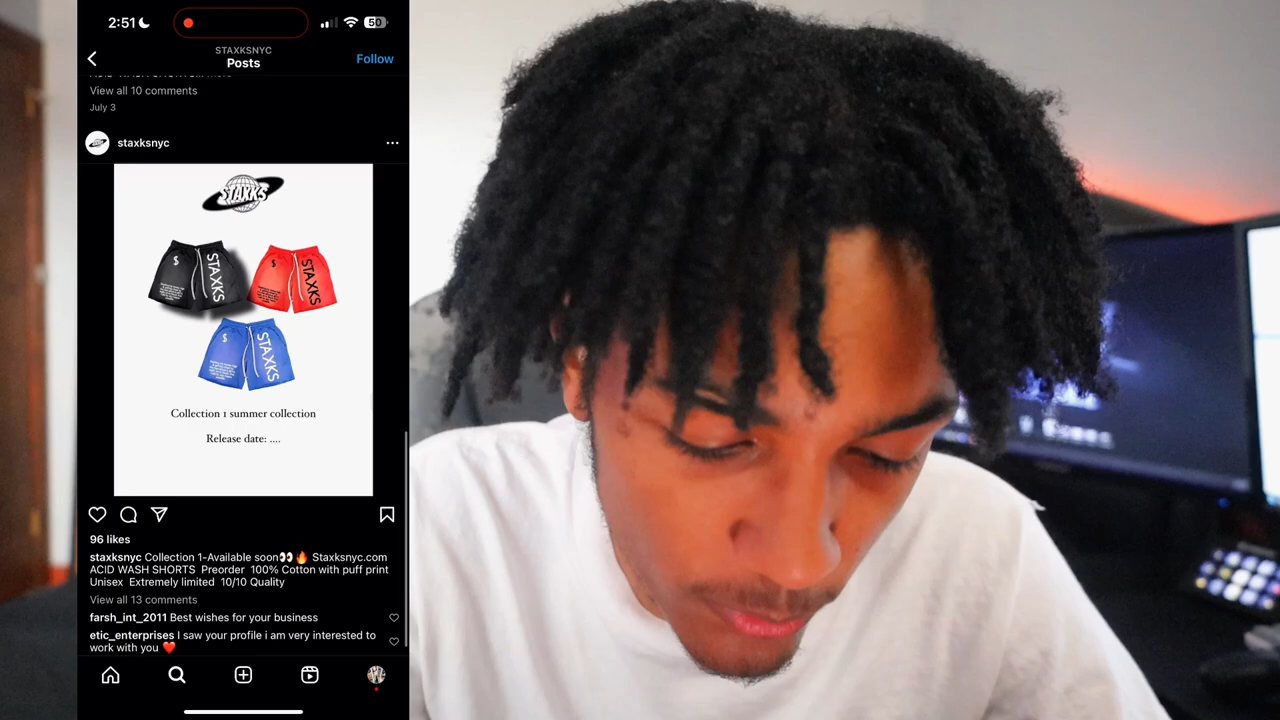 2:51
50
STAXKSNYC
Posts
Follow
View all 10 comments
July 3
staxksnyc
STAXKS
$ STAXKS
$ STAXKS
$ STAXKS
Collection 1 summer collection
Release date: ....
96 likes
staxksnyc Collection 1-Available soon👀🔥 Staxksnyc.com
ACID WASH SHORTS Preorder 100% Cotton with puff print
Unisex Extremely limited 10/10 Quality
View all 13 comments
farsh_int_2011 Best wishes for your business
etic_enterprises I saw your profile i am very interested to
work with you ❤️